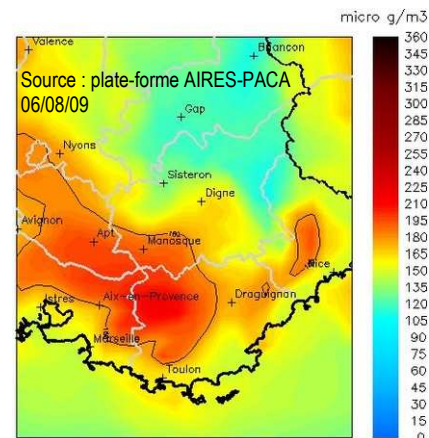 micro g/m3
Valence
Briançon
Source : plate-forme AIRES-PACA
06/08/09
Gap
Nyons
Sisteron
Digne
Avignon
Apt
Manosque
Nice
Istres
Aix-en-Provence
Draguignan
Marseille
Toulon
360
345
330
315
300
285
270
255
240
225
210
195
180
165
150
135
120
105
90
75
60
45
30
15
0